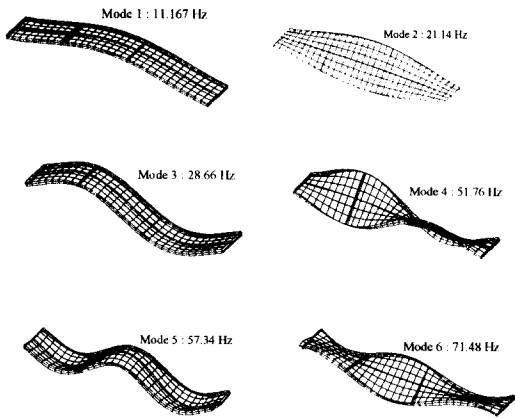 Mode 1 : 11.167 Hz
Mode 2 : 21.14 Hz
Mode 3 : 28.66 Hz
Mode 4 : 51.76 Hz
Mode 5 : 57.34 Hz
Mode 6 : 71.48 Hz